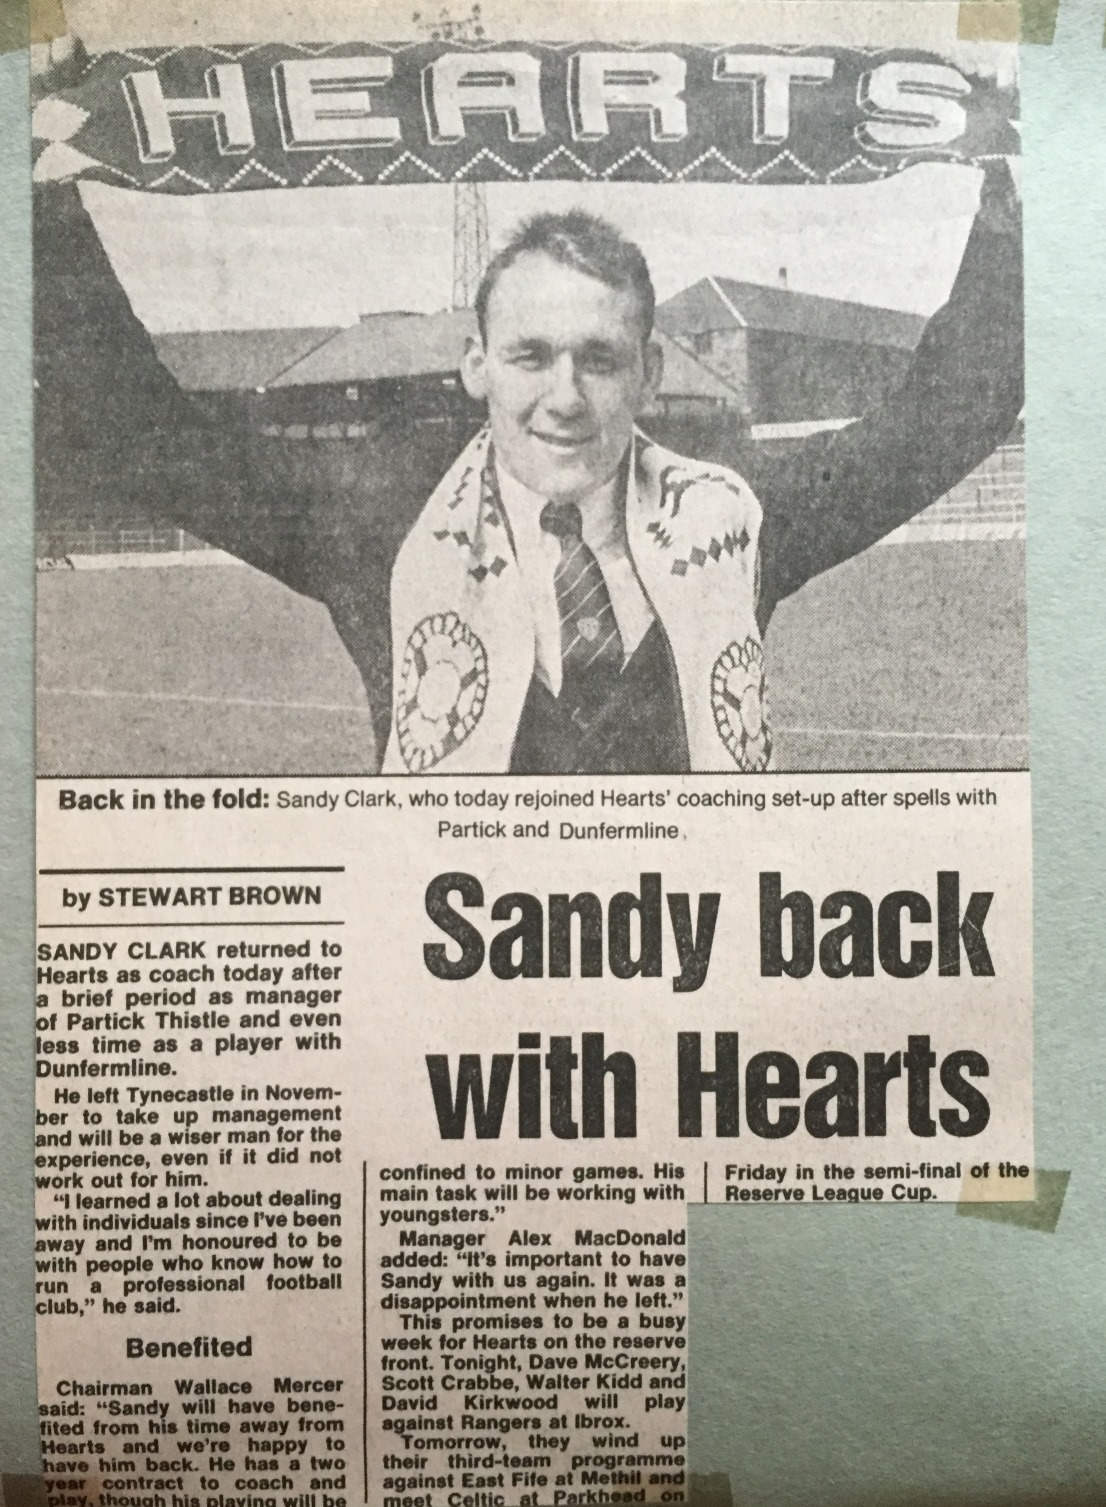 HEARTS
Back in the fold: Sandy Clark, who today rejoined Hearts' coaching set-up after spells with
Partick and Dunfermline.
by STEWART BROWN
Sandy back
with Hearts
SANDY CLARK returned to
Hearts as coach today after
a brief period as manager
of Partick Thistle and even
less time as a player with
Dunfermline.
He left Tynecastle in Novem-
ber to take up management
and will be a wiser man for the
experience, even if it did not
work out for him.
"I learned a lot about dealing
with individuals since I've been
away and I'm honoured to be
with people who know how to
run a professional football
club," he said.
Benefited
Chairman Wallace Mercer
said: "Sandy will have bene-
fited from his time away from
Hearts and we're happy to
have him back. He has a two
year contract to coach and
play, though his playing will be
confined to minor games. His
main task will be working with
youngsters."
Manager Alex MacDonald
added: "It's important to have
Sandy with us again. It was a
disappointment when he left."
This promises to be a busy
week for Hearts on the reserve
front. Tonight, Dave McCreery,
Scott Crabbe, Walter Kidd and
David Kirkwood will play
against Rangers at Ibrox.
Tomorrow, they wind up
their third-team programme
against East Fife at Methil and
meet Celtic at Parkhead on
Friday in the semi-final of the
Reserve League Cup.